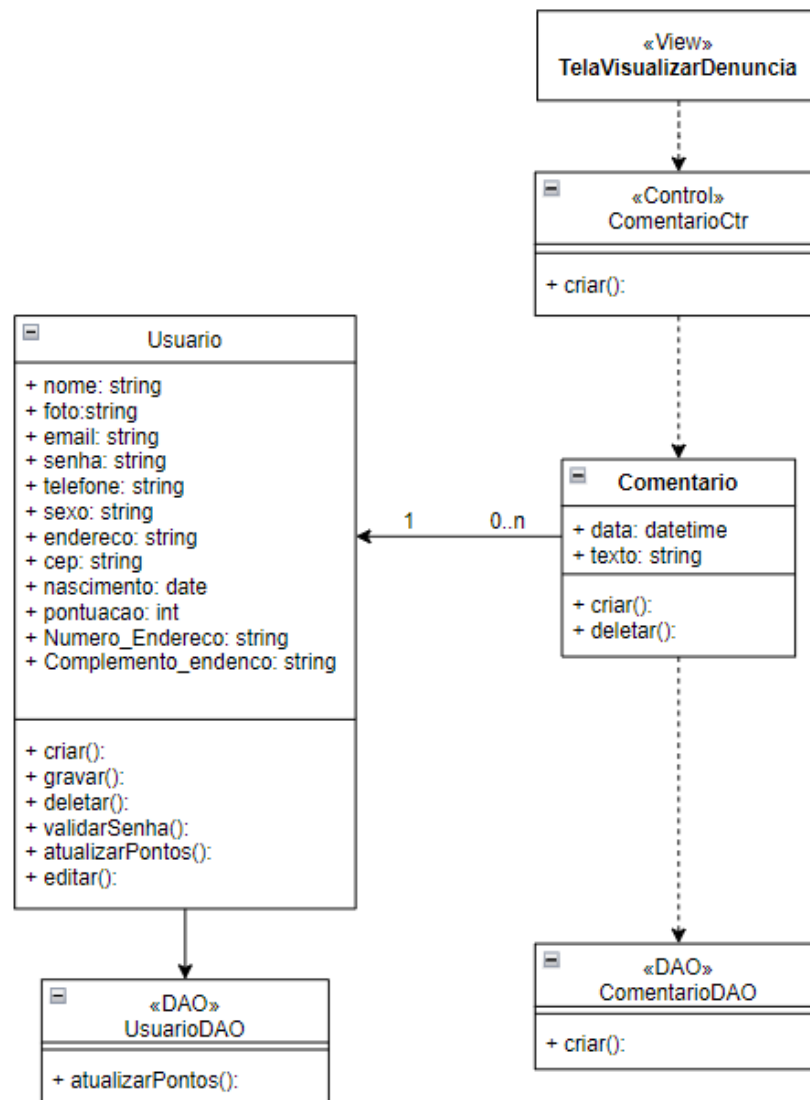 «View»
TelaVisualizarDenuncia
«Control»
ComentarioCtr
+ criar():
Usuario
+ nome: string
+ foto:string
+ email: string
+ senha: string
+ telefone: string
+ sexo: string
+ endereco: string
+ cep: string
+ nascimento: date
+ pontuacao: int
+ Numero_Endereco: string
+ Complemento_endenco: string
+ criar():
+ gravar():
+ deletar():
+ validarSenha():
+ atualizarPontos():
+ editar():
1 0..n
Comentario
+ data: datetime
+ texto: string
+ criar():
+ deletar():
«DAO»
UsuarioDAO
+ atualizarPontos():
«DAO»
ComentarioDAO
+ criar():